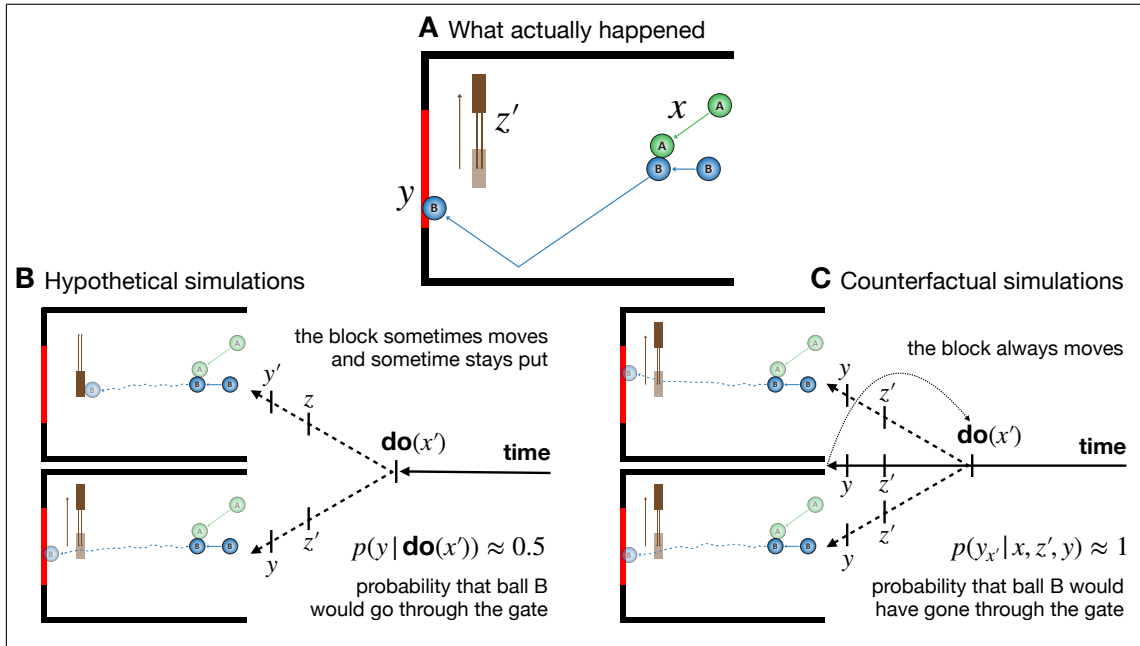 A What actually happened
z′
x
A
A
B
B
y
B
B Hypothetical simulations
the block sometimes moves
and sometime stays put
A
A
B
B
B
y′
z
do(x′)
time
A
A
B
B
B
z′
y
p(y | do(x′)) ≈ 0.5
probability that ball B
would go through the gate
C Counterfactual simulations
the block always moves
A
A
B
B
B
y
z′
do(x′)
time
y
z′
A
A
B
B
B
z′
y
p(yx′ | x, z′, y) ≈ 1
probability that ball B would
have gone through the gate